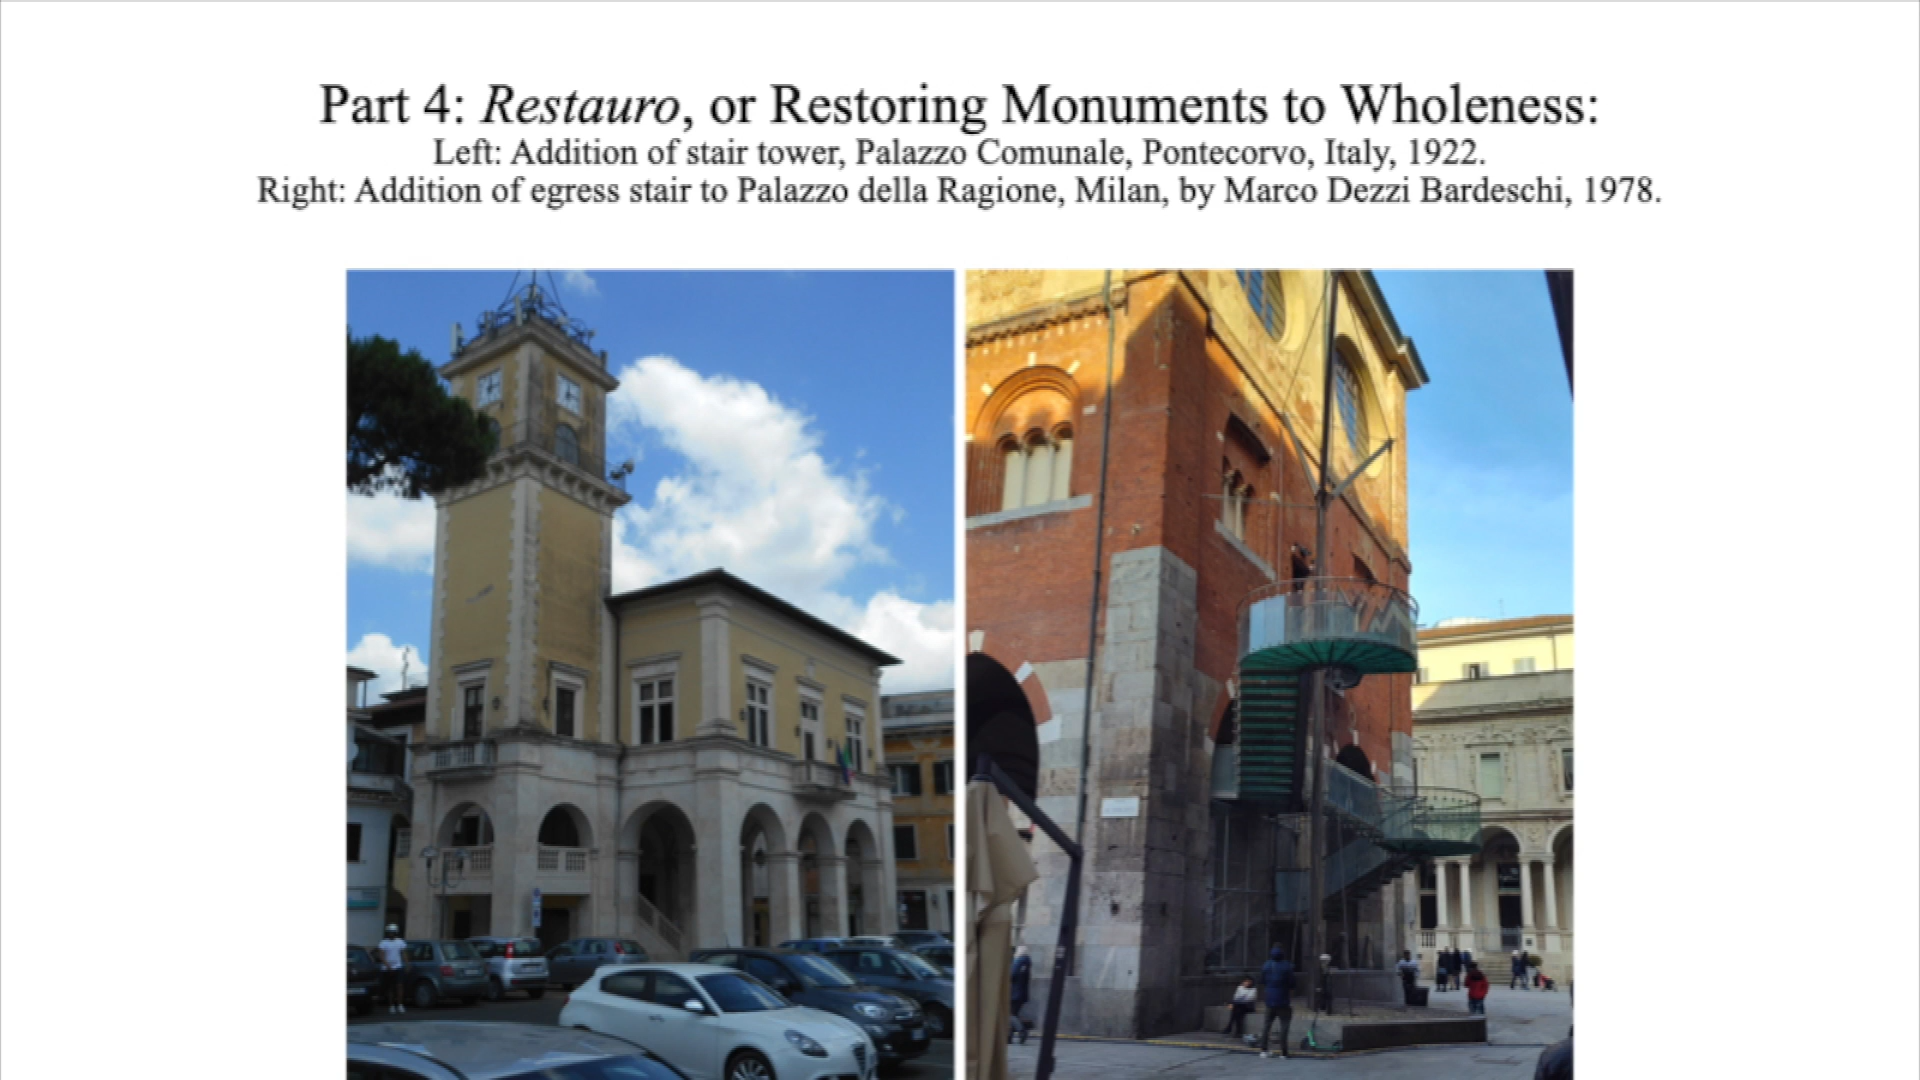 Part 4: Restauro, or Restoring Monuments to Wholeness:
Left: Addition of stair tower, Palazzo Comunale, Pontecorvo, Italy, 1922.
Right: Addition of egress stair to Palazzo della Ragione, Milan, by Marco Dezzi Bardeschi, 1978.